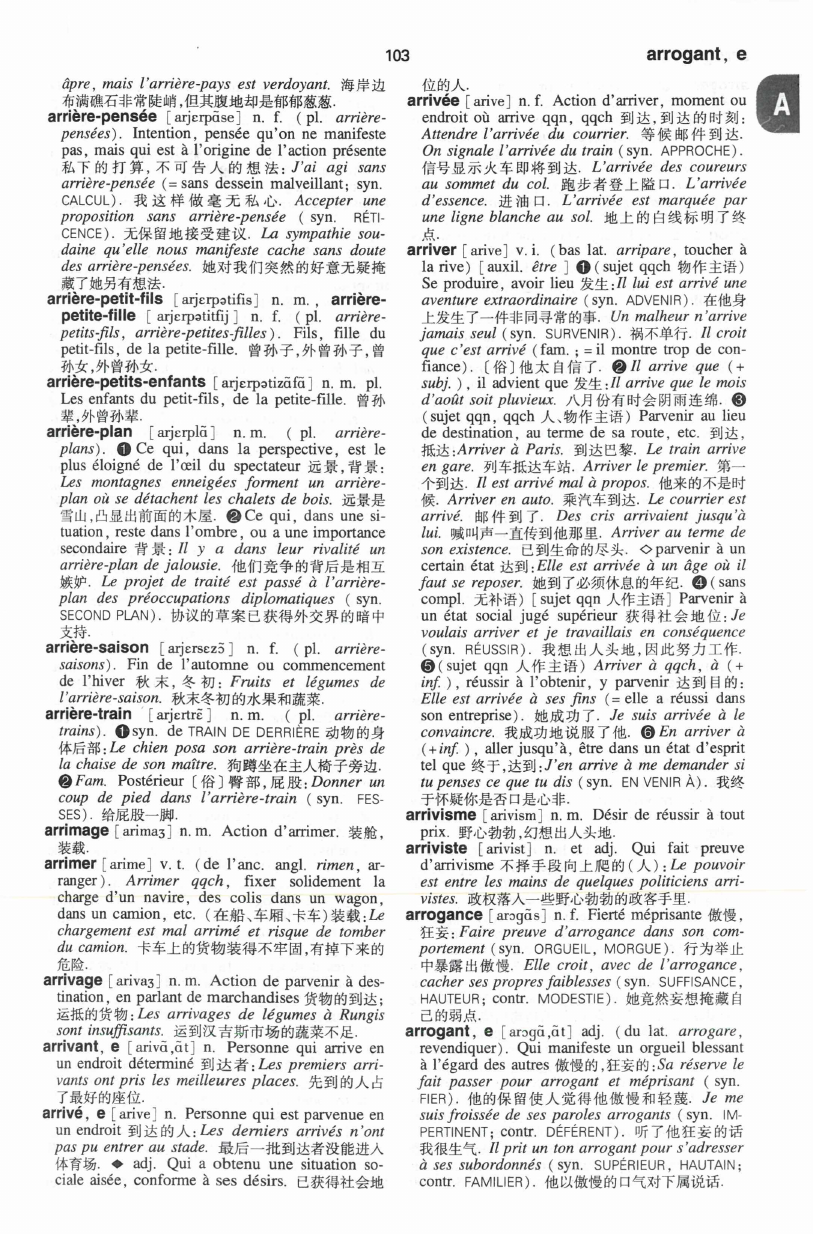 103
arrogant, e
A
âpre, mais l'arrière-pays est verdoyant. 海岸边
布满礁石非常陡峭,但其腹地却是郁郁葱葱.
arrière-pensée [arjɛrpɑ̃se] n. f. (pl. arrière-
pensées). Intention, pensée qu'on ne manifeste
pas, mais qui est à l'origine de l'action présente
私下的打算,不可告人的想法: J'ai agi sans
arrière-pensée (= sans dessein malveillant; syn.
CALCUL). 我这样做毫无私心. Accepter une
proposition sans arrière-pensée ( syn. RÉTI-
CENCE). 无保留地接受建议. La sympathie sou-
daine qu'elle nous manifeste cache sans doute
des arrière-pensées. 她对我们突然的好意无疑掩
藏了她另有想法.
arrière-petit-fils [arjɛrpətifis] n. m., arrière-
petite-fille [arjɛrpətitfij] n. f. (pl. arrière-
petits-fils, arrière-petites-filles). Fils, fille du
petit-fils, de la petite-fille. 曾孙子,外曾孙子,曾
孙女,外曾孙女.
arrière-petits-enfants [arjɛrpətizɑ̃fɑ̃] n. m. pl.
Les enfants du petit-fils, de la petite-fille. 曾孙
辈,外曾孙辈.
arrière-plan [arjɛrplɑ̃] n. m. ( pl. arrière-
plans). ❶ Ce qui, dans la perspective, est le
plus éloigné de l'œil du spectateur 远景,背景:
Les montagnes enneigées forment un arrière-
plan où se détachent les chalets de bois. 远景是
雪山,凸显出前面的木屋. ❷ Ce qui, dans une si-
tuation, reste dans l'ombre, ou a une importance
secondaire 背景: Il y a dans leur rivalité un
arrière-plan de jalousie. 他们竞争的背后是相互
嫉妒. Le projet de traité est passé à l'arrière-
plan des préoccupations diplomatiques ( syn.
SECOND PLAN). 协议的草案已获得外交界的暗中
支持.
arrière-saison [arjɛrsɛzɔ̃] n. f. ( pl. arrière-
saisons). Fin de l'automne ou commencement
de l'hiver 秋末,冬初: Fruits et légumes de
l'arrière-saison. 秋末冬初的水果和蔬菜.
arrière-train [arjɛrtrɛ̃] n. m. ( pl. arrière-
trains). ❶ syn. de TRAIN DE DERRIÈRE 动物的身
体后部: Le chien posa son arrière-train près de
la chaise de son maître. 狗蹲坐在主人椅子旁边.
❷ Fam. Postérieur [俗] 臀部,屁股: Donner un
coup de pied dans l'arrière-train ( syn. FES-
SES). 给屁股一脚.
arrimage [arimaʒ] n. m. Action d'arrimer. 装舱,
装载.
arrimer [arime] v. t. (de l'anc. angl. rimen, ar-
ranger). Arrimer qqch, fixer solidement la
charge d'un navire, des colis dans un wagon,
dans un camion, etc. (在船、车厢、卡车)装载: Le
chargement est mal arrimé et risque de tomber
du camion. 卡车上的货物装得不牢固,有掉下来的
危险.
arrivage [arivaʒ] n. m. Action de parvenir à des-
tination, en parlant de marchandises 货物的到达;
运抵的货物: Les arrivages de légumes à Rungis
sont insuffisants. 运到汉吉斯市场的蔬菜不足.
arrivant, e [arivɑ̃,ɑ̃t] n. Personne qui arrive en
un endroit déterminé 到达者: Les premiers arri-
vants ont pris les meilleures places. 先到的人占
了最好的座位.
arrivé, e [arive] n. Personne qui est parvenue en
un endroit 到达的人: Les derniers arrivés n'ont
pas pu entrer au stade. 最后一批到达者没能进入
体育场. ◆ adj. Qui a obtenu une situation so-
ciale aisée, conforme à ses désirs. 已获得社会地
位的人.
arrivée [arive] n. f. Action d'arriver, moment ou
endroit où arrive qqn, qqch 到达,到达的时刻:
Attendre l'arrivée du courrier. 等候邮件到达.
On signale l'arrivée du train (syn. APPROCHE).
信号显示火车即将到达. L'arrivée des coureurs
au sommet du col. 跑步者登上隘口. L'arrivée
d'essence. 进油口. L'arrivée est marquée par
une ligne blanche au sol. 地上的白线标明了终
点.
arriver [arive] v. i. (bas lat. arripare, toucher à
la rive) [auxil. être ] ❶ (sujet qqch 物作主语)
Se produire, avoir lieu 发生: Il lui est arrivé une
aventure extraordinaire (syn. ADVENIR). 在他身
上发生了一件非同寻常的事. Un malheur n'arrive
jamais seul (syn. SURVENIR). 祸不单行. Il croit
que c'est arrivé (fam. ; = il montre trop de con-
fiance). [俗] 他太自信了. ❷ Il arrive que (+
subj. ), il advient que 发生: Il arrive que le mois
d'août soit pluvieux. 八月份有时会阴雨连绵. ❸
(sujet qqn, qqch 人、物作主语) Parvenir au lieu
de destination, au terme de sa route, etc. 到达,
抵达: Arriver à Paris. 到达巴黎. Le train arrive
en gare. 列车抵达车站. Arriver le premier. 第一
个到达. Il est arrivé mal à propos. 他来的不是时
候. Arriver en auto. 乘汽车到达. Le courrier est
arrivé. 邮件到了. Des cris arrivaient jusqu'à
lui. 喊叫声一直传到他那里. Arriver au terme de
son existence. 已到生命的尽头. ◇ parvenir à un
certain état 达到: Elle est arrivée à un âge où il
faut se reposer. 她到了必须休息的年纪. ❹ (sans
compl. 无补语) [sujet qqn 人作主语] Parvenir à
un état social jugé supérieur 获得社会地位: Je
voulais arriver et je travaillais en conséquence
(syn. RÉUSSIR). 我想出人头地,因此努力工作.
❺ (sujet qqn 人作主语) Arriver à qqch, à (+
inf. ), réussir à l'obtenir, y parvenir 达到目的:
Elle est arrivée à ses fins (= elle a réussi dans
son entreprise). 她成功了. Je suis arrivée à le
convaincre. 我成功地说服了他. ❻ En arriver à
(+inf. ), aller jusqu'à, être dans un état d'esprit
tel que 终于,达到: J'en arrive à me demander si
tu penses ce que tu dis (syn. EN VENIR À). 我终
于怀疑你是否口是心非.
arrivisme [arivism] n. m. Désir de réussir à tout
prix. 野心勃勃,幻想出人头地.
arriviste [arivist] n. et adj. Qui fait preuve
d'arrivisme 不择手段向上爬的(人): Le pouvoir
est entre les mains de quelques politiciens arri-
vistes. 政权落入一些野心勃勃的政客手里.
arrogance [arɔgɑ̃s] n. f. Fierté méprisante 傲慢,
狂妄: Faire preuve d'arrogance dans son com-
portement (syn. ORGUEIL, MORGUE). 行为举止
中暴露出傲慢. Elle croit, avec de l'arrogance,
cacher ses propres faiblesses (syn. SUFFISANCE,
HAUTEUR; contr. MODESTIE). 她竟然妄想掩藏自
己的弱点.
arrogant, e [arɔgɑ̃,ɑ̃t] adj. (du lat. arrogare,
revendiquer). Qui manifeste un orgueil blessant
à l'égard des autres 傲慢的,狂妄的: Sa réserve le
fait passer pour arrogant et méprisant ( syn.
FIER). 他的保留使人觉得他傲慢和轻蔑. Je me
suis froissée de ses paroles arrogants (syn. IM-
PERTINENT; contr. DÉFÉRENT). 听了他狂妄的话
我很生气. Il prit un ton arrogant pour s'adresser
à ses subordonnés (syn. SUPÉRIEUR, HAUTAIN;
contr. FAMILIER). 他以傲慢的口气对下属说话.